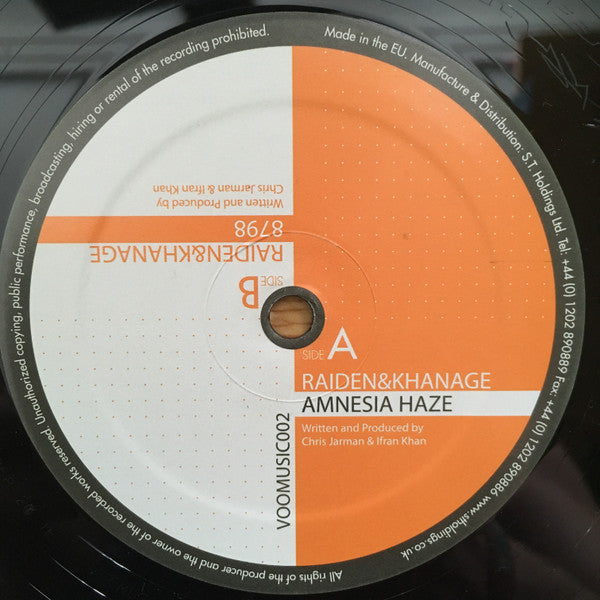 All rights of the producer and the owner of the recorded works reserved. Unauthorized copying, public performance, broadcasting, hiring or rental of the recording prohibited.
Made in the EU. Manufacture & Distribution: S.T. Holdings Ltd. Tel: +44 (0) 1202 890889 Fax: +44 (0) 1202 890886 www.stholdings.co.uk
SIDE A
RAIDEN&KHANAGE
AMNESIA HAZE
Written and Produced by
Chris Jarman & Ifran Khan
VOOMUSIC002
SIDE B
RAIDEN&KHANAGE
8798
Written and Produced by
Chris Jarman & Ifran Khan